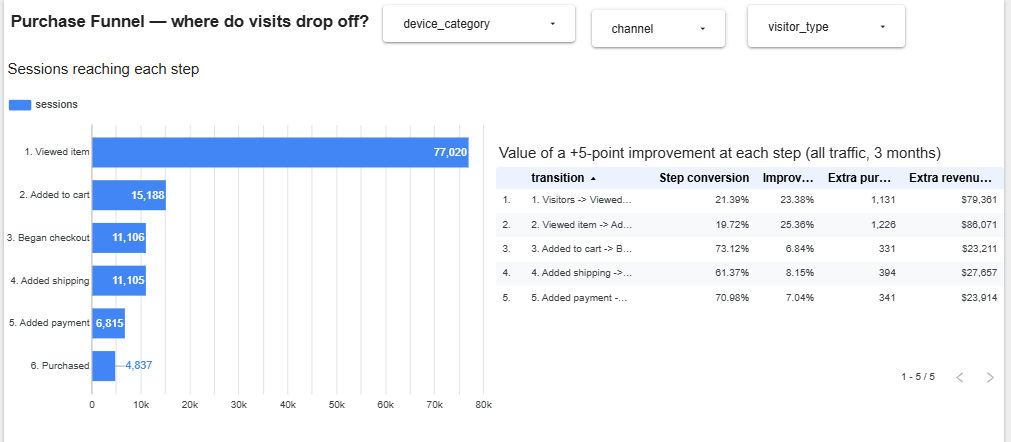 Purchase Funnel — where do visits drop off?
device_category
channel
visitor_type
Sessions reaching each step
sessions
1. Viewed item
77,020
2. Added to cart
15,188
3. Began checkout
11,106
4. Added shipping
11,105
5. Added payment
6,815
6. Purchased
4,837
0 10k 20k 30k 40k 50k 60k 70k 80k
Value of a +5-point improvement at each step (all traffic, 3 months)
transition Step conversion Improv... Extra pur... Extra revenu...
1. 1. Visitors -> Viewed... 21.39% 23.38% 1,131 $79,361
2. 2. Viewed item -> Ad... 19.72% 25.36% 1,226 $86,071
3. 3. Added to cart -> B... 73.12% 6.84% 331 $23,211
4. 4. Added shipping ->... 61.37% 8.15% 394 $27,657
5. 5. Added payment -... 70.98% 7.04% 341 $23,914
1 - 5 / 5